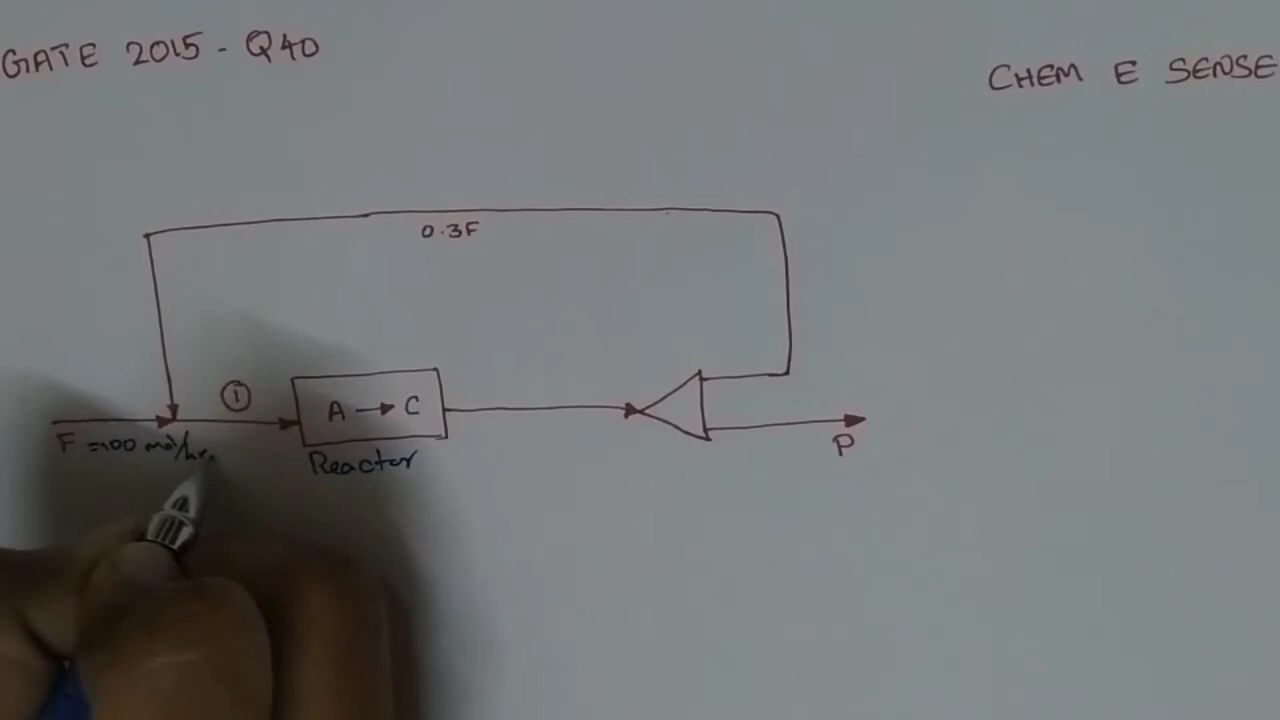 GATE 2015 - Q40
CHEM E SENSE
0.3F
1
A → C
F = 100 mol/hr.
Reactor
P